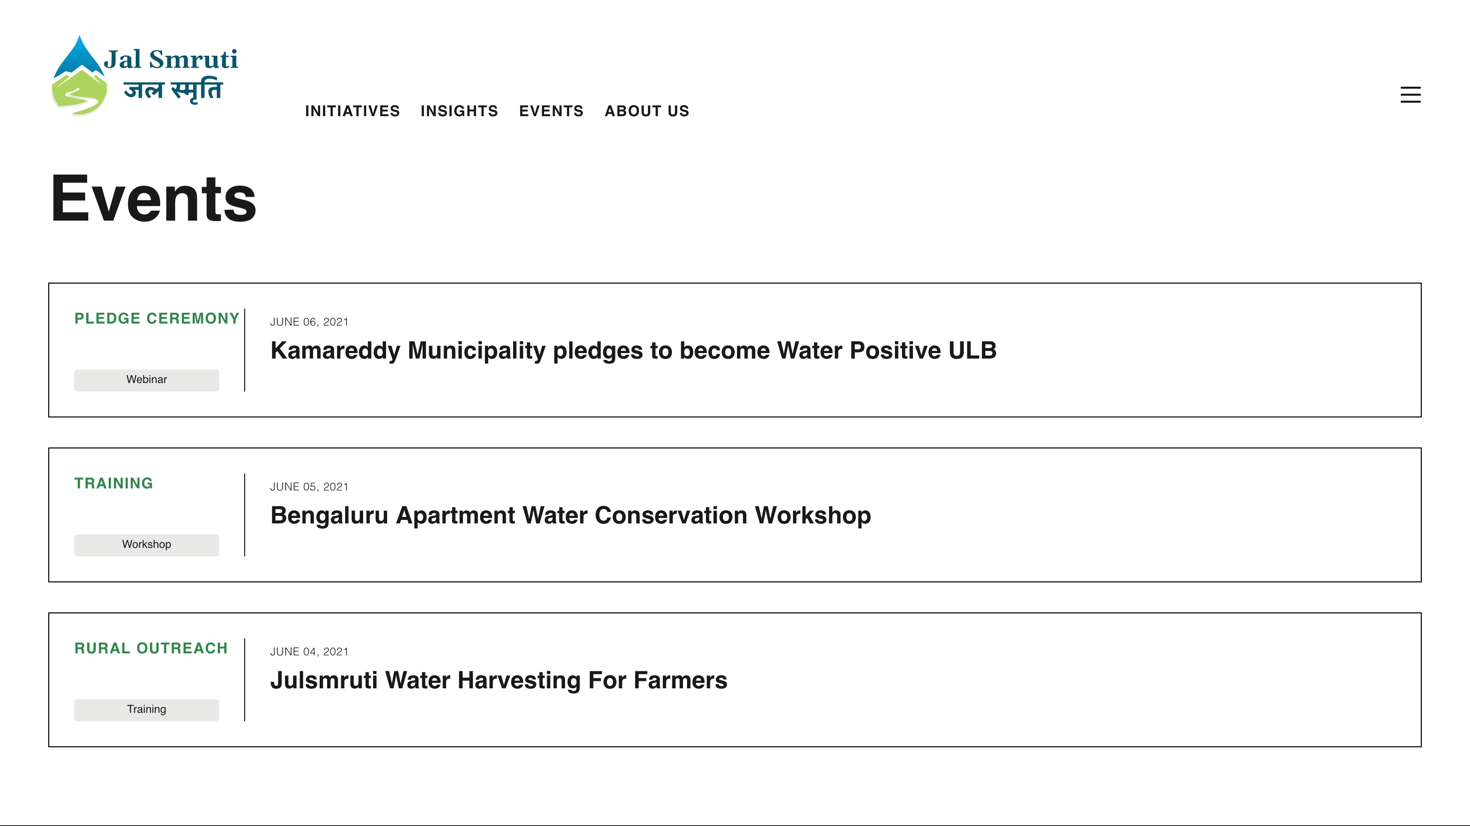 Jal Smruti
जल स्मृति
INITIATIVES INSIGHTS EVENTS ABOUT US
Events
PLEDGE CEREMONY
Webinar
JUNE 06, 2021
Kamareddy Municipality pledges to become Water Positive ULB
TRAINING
Workshop
JUNE 05, 2021
Bengaluru Apartment Water Conservation Workshop
RURAL OUTREACH
Training
JUNE 04, 2021
Julsmruti Water Harvesting For Farmers